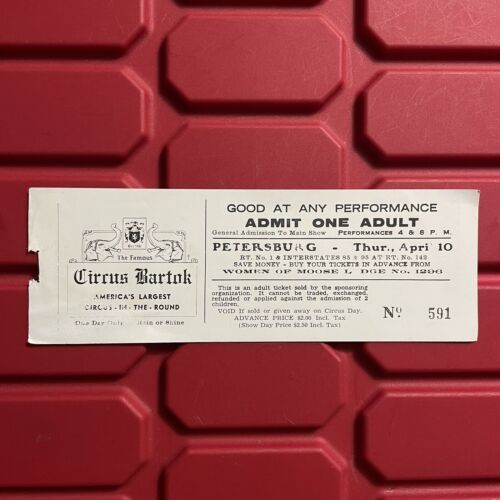 Bartok
The Famous
Circus Bartok
AMERICA'S LARGEST
CIRCUS - IN - THE - ROUND
One Day Only Rain or Shine
GOOD AT ANY PERFORMANCE
ADMIT ONE ADULT
General Admission To Main Show PERFORMANCES 4 & 8 P. M.
PETERSBURG - Thur., Apri 10
RT. No. 1 & INTERSTATES 85 & 95 AT RT. No. 142
SAVE MONEY - BUY YOUR TICKETS IN ADVANCE FROM
WOMEN OF MOOSE L DGE No. 1296
This is an adult ticket sold by the sponsoring
organization. It cannot be traded, exchanged,
refunded or applied against the admission of 2
children.
VOID If sold or given away on Circus Day.
ADVANCE PRICE $2.00 Incl. Tax
(Show Day Price $2.50 Incl. Tax)
No 591